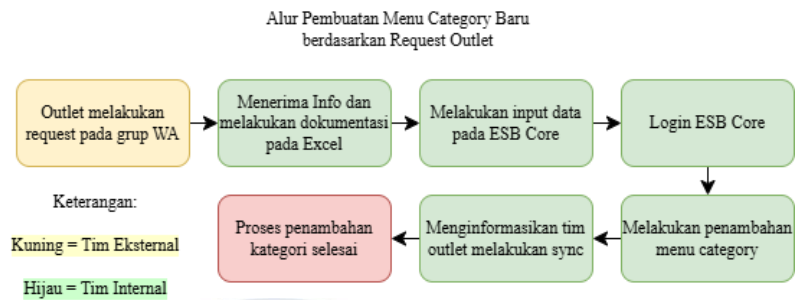 Alur Pembuatan Menu Category Baru
berdasarkan Request Outlet
Outlet melakukan
request pada grup WA
Menerima Info dan
melakukan dokumentasi
pada Excel
Melakukan input data
pada ESB Core
Login ESB Core
Melakukan penambahan
menu category
Menginformasikan tim
outlet melakukan sync
Proses penambahan
kategori selesai
Keterangan:
Kuning = Tim Eksternal
Hijau = Tim Internal